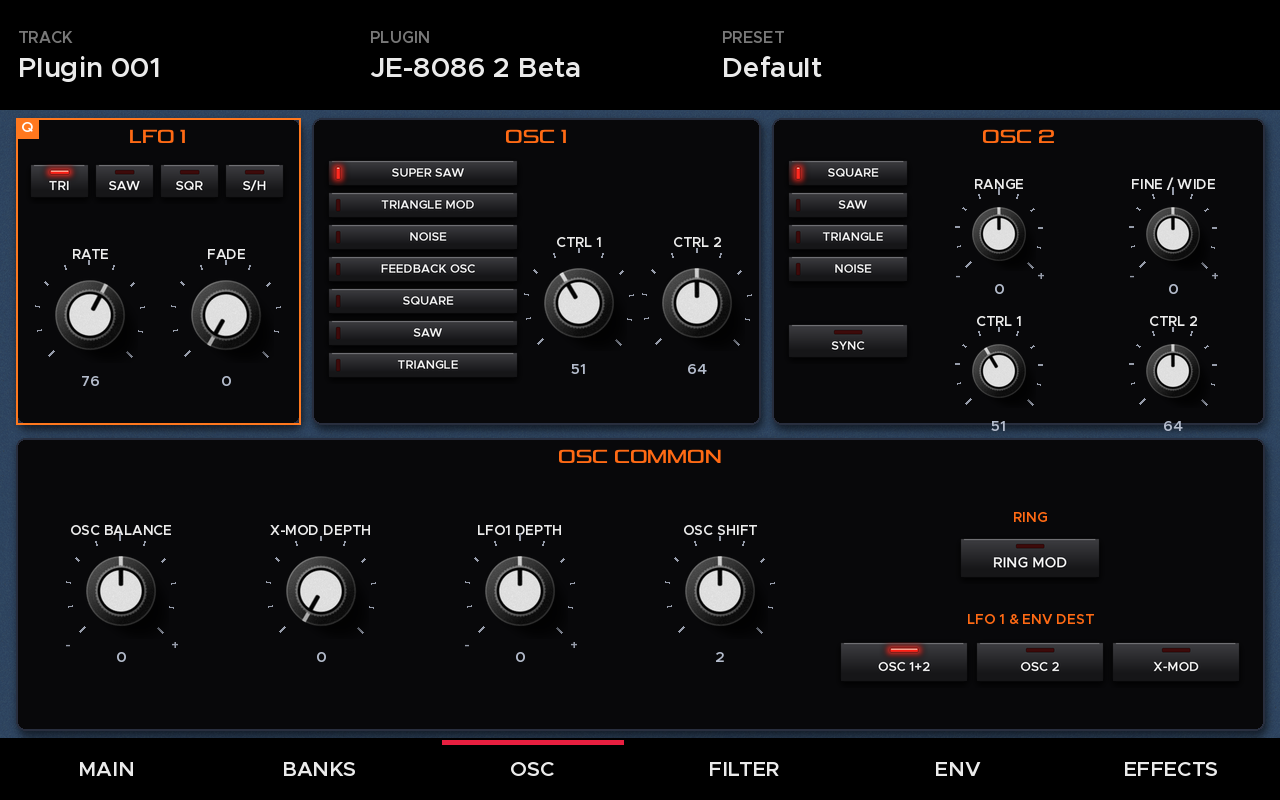 TRACK
Plugin 001
PLUGIN
JE-8086 2 Beta
PRESET
Default
Q
LFO 1
TRI
SAW
SQR
S/H
RATE
76
FADE
0
OSC 1
SUPER SAW
TRIANGLE MOD
NOISE
FEEDBACK OSC
SQUARE
SAW
TRIANGLE
CTRL 1
51
CTRL 2
64
OSC 2
SQUARE
SAW
TRIANGLE
NOISE
SYNC
RANGE
- +
0
FINE / WIDE
- +
0
CTRL 1
51
CTRL 2
64
OSC COMMON
OSC BALANCE
- +
0
X-MOD DEPTH
0
LFO1 DEPTH
- +
0
OSC SHIFT
2
RING
RING MOD
LFO 1 & ENV DEST
OSC 1+2
OSC 2
X-MOD
MAIN
BANKS
OSC
FILTER
ENV
EFFECTS